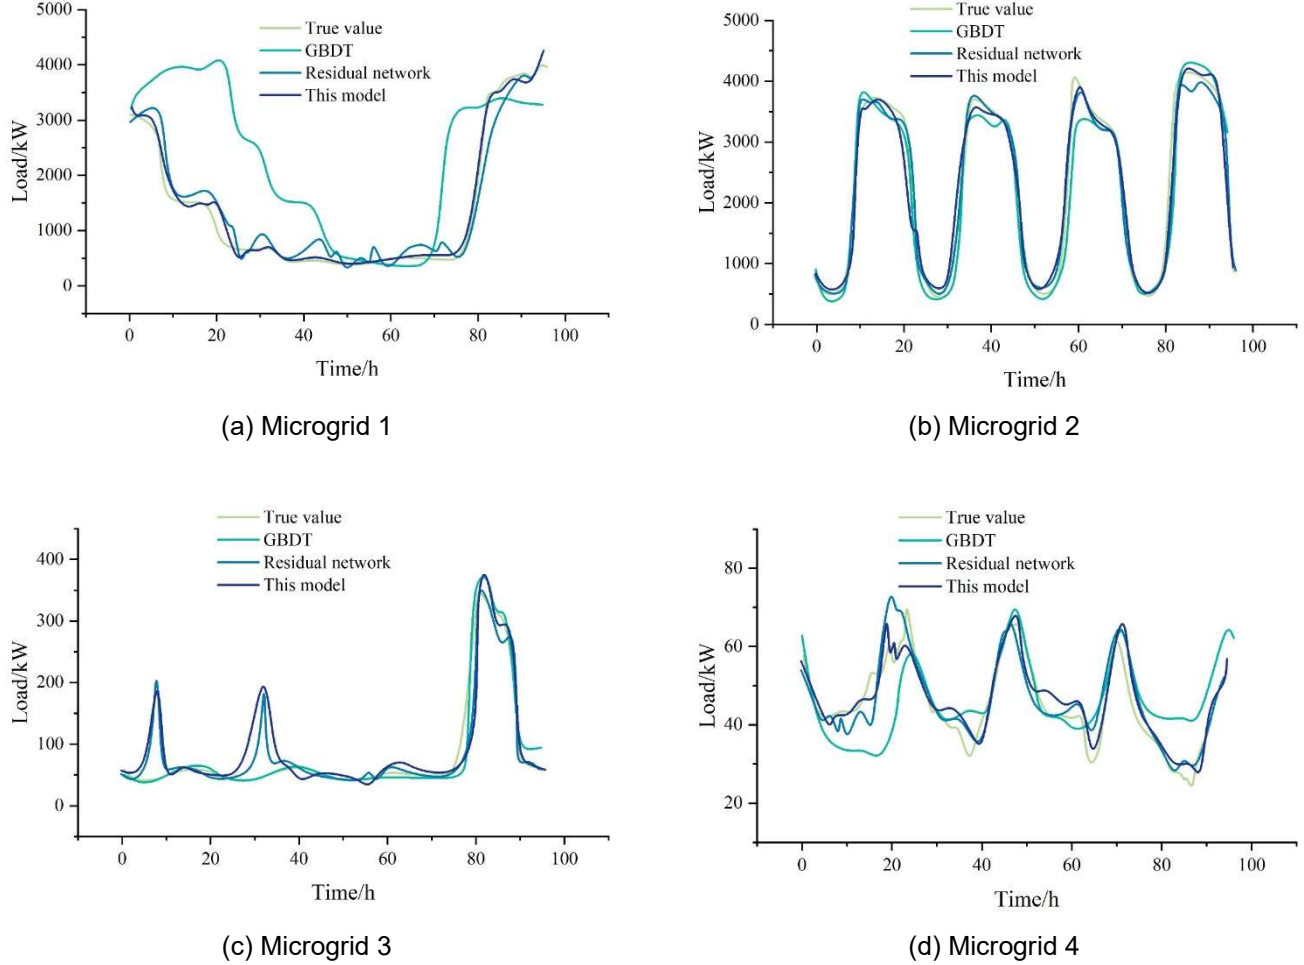 5000
4000
3000
2000
1000
0
Load/kW
True value
GBDT
Residual network
This model
0 20 40 60 80 100
Time/h
(a) Microgrid 1
5000
4000
3000
2000
1000
0
Load/kW
True value
GBDT
Residual network
This model
0 20 40 60 80 100
Time/h
(b) Microgrid 2
400
300
200
100
0
Load/kW
True value
GBDT
Residual network
This model
0 20 40 60 80 100
Time/h
(c) Microgrid 3
80
60
40
20
Load/kW
True value
GBDT
Residual network
This model
0 20 40 60 80 100
Time/h
(d) Microgrid 4